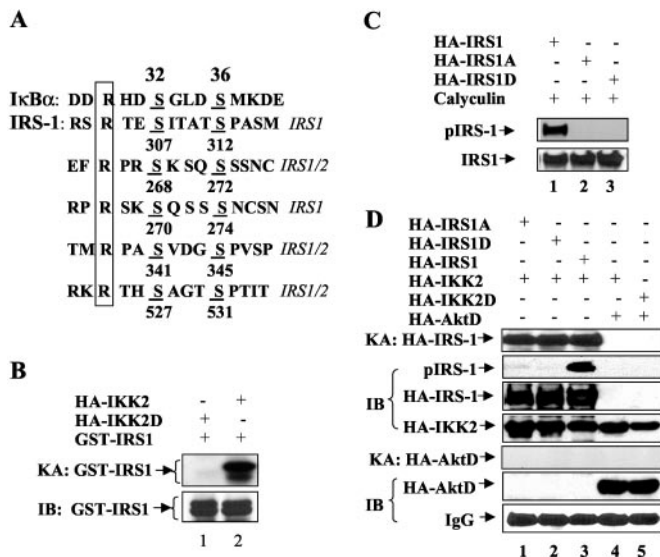 A
32 36
IκBα: DD R HD S GLD S MKDE
IRS-1: RS R TE S ITAT S PASM IRS1
307 312
EF R PR S K SQ S SSNC IRS1/2
268 272
RP R SK S Q S S S NCSN IRS1
270 274
TM R PA S VDG S PVSP IRS1/2
341 345
RK R TH S AGT S PTIT IRS1/2
527 531
B
HA-IKK2 - +
HA-IKK2D + -
GST-IRS1 + +
KA: GST-IRS1
IB: GST-IRS1
1 2
C
HA-IRS1 + - -
HA-IRS1A - + -
HA-IRS1D - - +
Calyculin + + +
pIRS-1
IRS1
1 2 3
D
HA-IRS1A + - - - -
HA-IRS1D - + - - -
HA-IRS1 - - + - -
HA-IKK2 + + + + -
HA-IKK2D - - - - +
HA-AktD - - - + +
KA: HA-IRS-1
pIRS-1
IB HA-IRS-1
HA-IKK2
KA: HA-AktD
IB HA-AktD
IgG
1 2 3 4 5